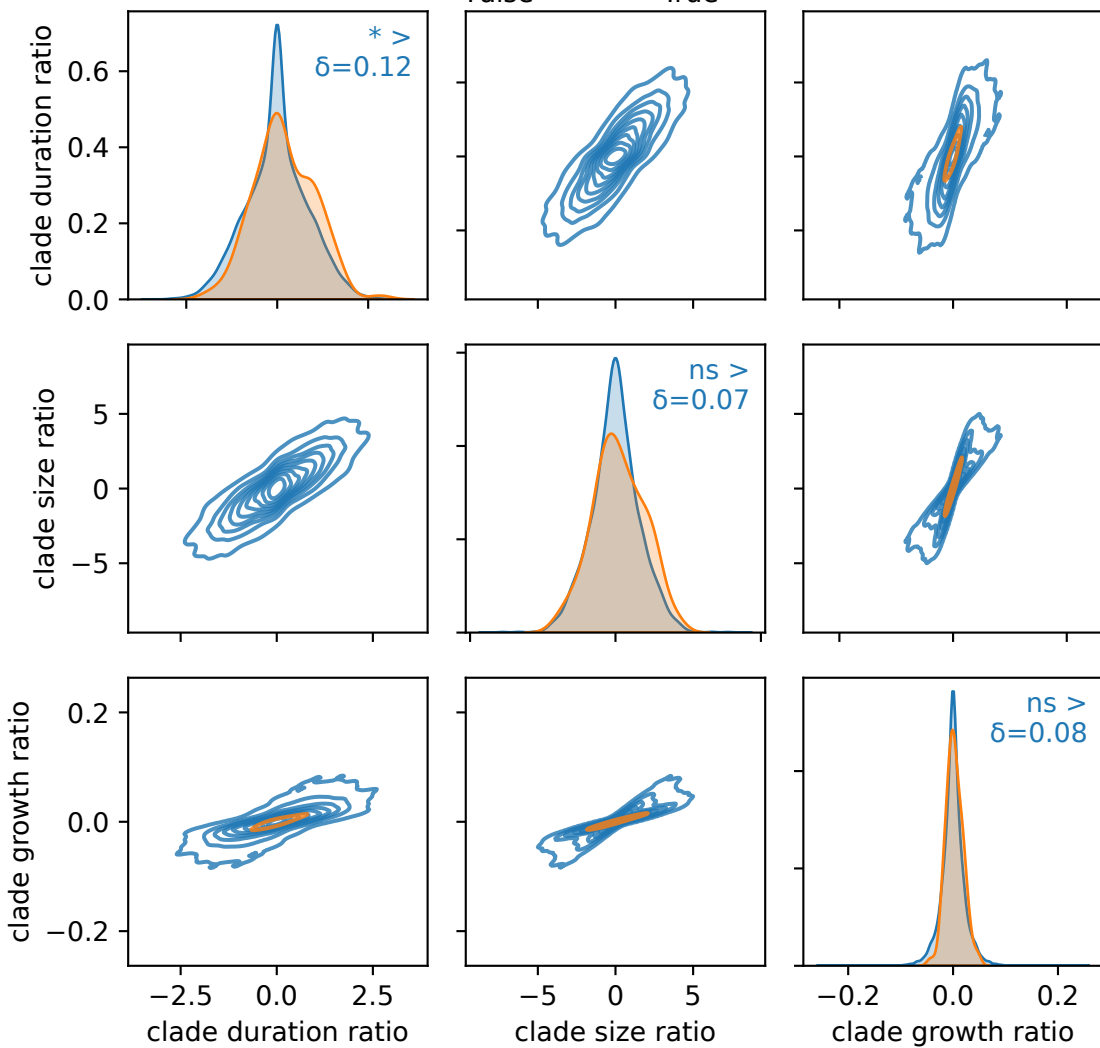 True
clade duration ratio
0.6
0.4
0.2
0.0
* >
δ=0.12
clade size ratio
5
0
−5
ns >
δ=0.07
clade growth ratio
0.2
0.0
−0.2
ns >
δ=0.08
−2.5 0.0 2.5
−5 0 5
−0.2 0.0 0.2
clade duration ratio
clade size ratio
clade growth ratio